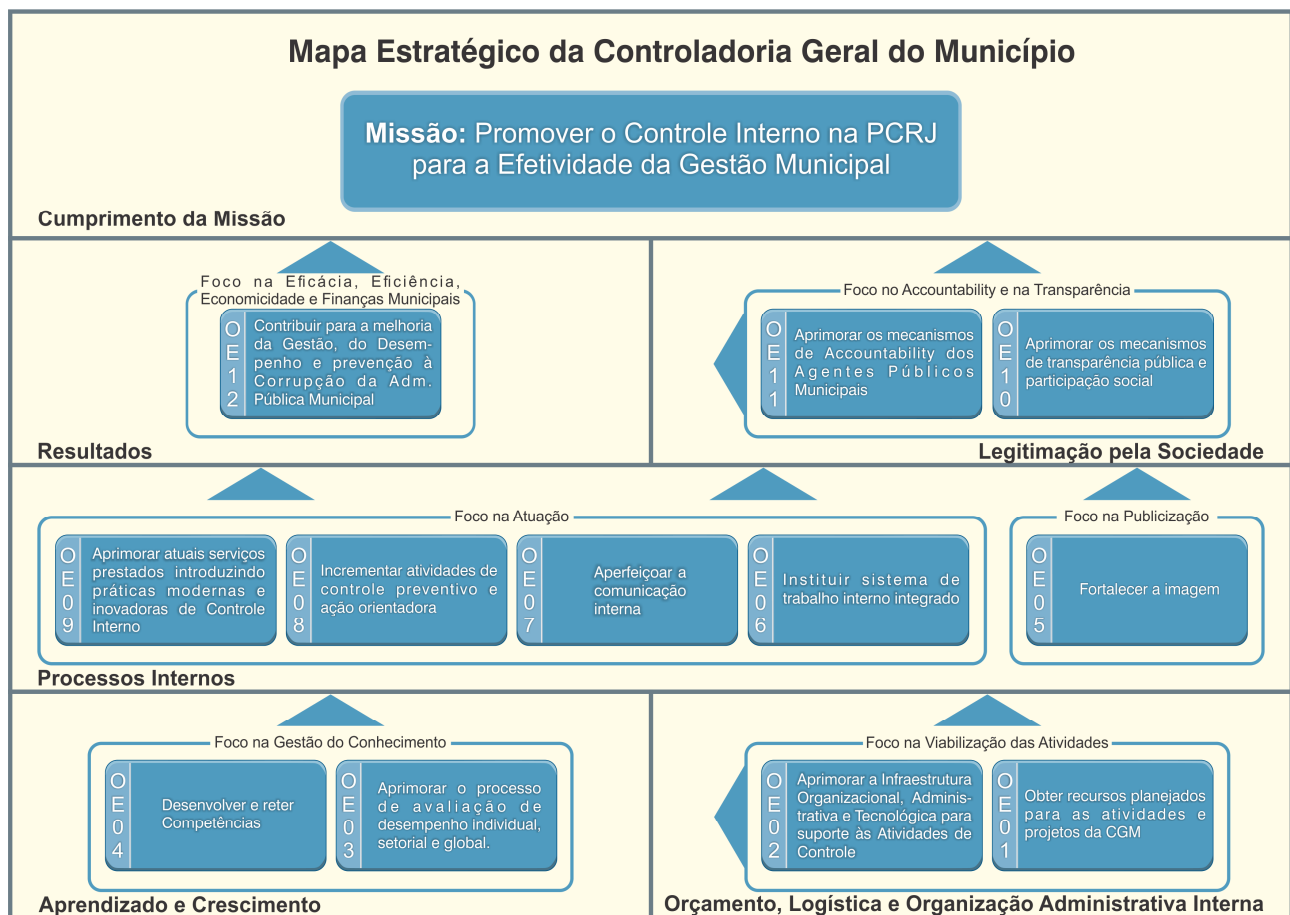 Mapa Estratégico da Controladoria Geral do Município
Missão: Promover o Controle Interno na PCRJ
para a Efetividade da Gestão Municipal
Cumprimento da Missão
Foco na Eficácia, Eficiência,
Economicidade e Finanças Municipais
OE12
Contribuir para a melhoria
da Gestão, do Desem-
penho e prevenção à
Corrupção da Adm.
Pública Municipal
Resultados
Foco no Accountability e na Transparência
OE11
Aprimorar os mecanismos
de Accountability dos
Agentes Públicos
Municipais
OE10
Aprimorar os mecanismos
de transparência pública e
participação social
Legitimação pela Sociedade
Foco na Atuação
OE09
Aprimorar atuais serviços
prestados introduzindo
práticas modernas e
inovadoras de Controle
Interno
OE08
Incrementar atividades de
controle preventivo e
ação orientadora
OE07
Aperfeiçoar a
comunicação
interna
OE06
Instituir sistema de
trabalho interno integrado
Foco na Publicização
OE05
Fortalecer a imagem
Processos Internos
Foco na Gestão do Conhecimento
OE04
Desenvolver e reter
Competências
OE03
Aprimorar o processo
de avaliação de
desempenho individual,
setorial e global.
Aprendizado e Crescimento
Foco na Viabilização das Atividades
OE02
Aprimorar a Infraestrutura
Organizacional, Adminis-
trativa e Tecnológica para
suporte às Atividades de
Controle
OE01
Obter recursos planejados
para as atividades e
projetos da CGM
Orçamento, Logística e Organização Administrativa Interna